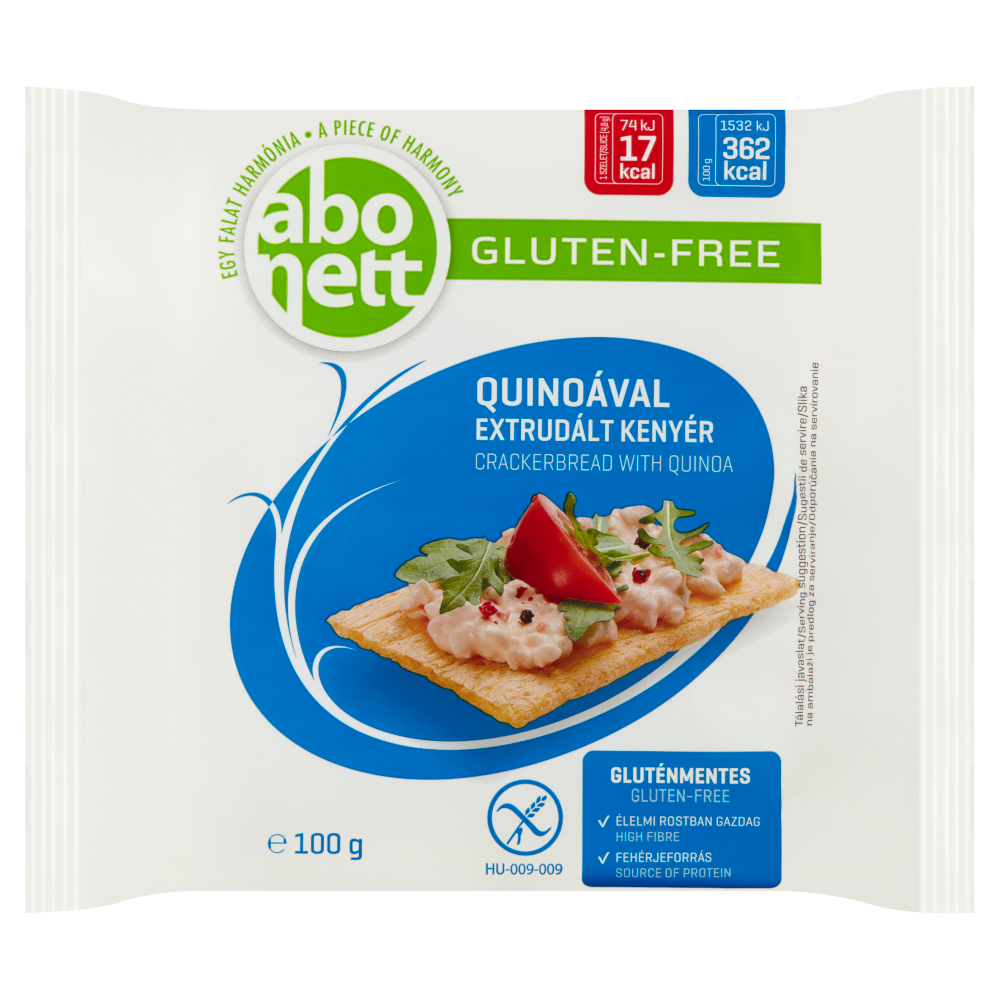 EGY FALAT HARMÓNIA • A PIECE OF HARMONY
abo
nett
GLUTEN-FREE
1 SZELET/SLICE (4,8 g)
74 kJ
17
kcal
100 g
1532 kJ
362
kcal
QUINOÁVAL
EXTRUDÁLT KENYÉR
CRACKERBREAD WITH QUINOA
Tálalási javaslat/Serving suggestion/Sugestii de servire/Slika
na ambalaži je predlog za serviranje/Odporúčania na servírovanie
℮ 100 g
HU-009-009
GLUTÉNMENTES
GLUTEN-FREE
✓ ÉLELMI ROSTBAN GAZDAG
HIGH FIBRE
✓ FEHÉRJEFORRÁS
SOURCE OF PROTEIN